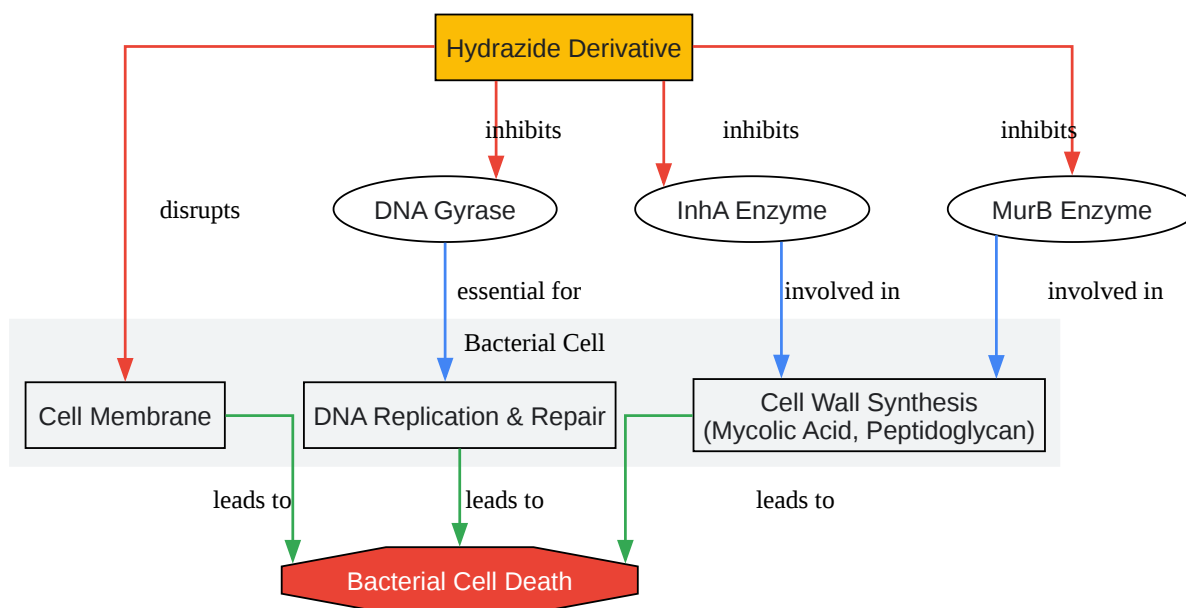 Hydrazide Derivative
inhibits
inhibits
inhibits
disrupts
DNA Gyrase
InhA Enzyme
MurB Enzyme
essential for
involved in
involved in
Bacterial Cell
Cell Membrane
DNA Replication & Repair
Cell Wall Synthesis
(Mycolic Acid, Peptidoglycan)
leads to
leads to
leads to
Bacterial Cell Death